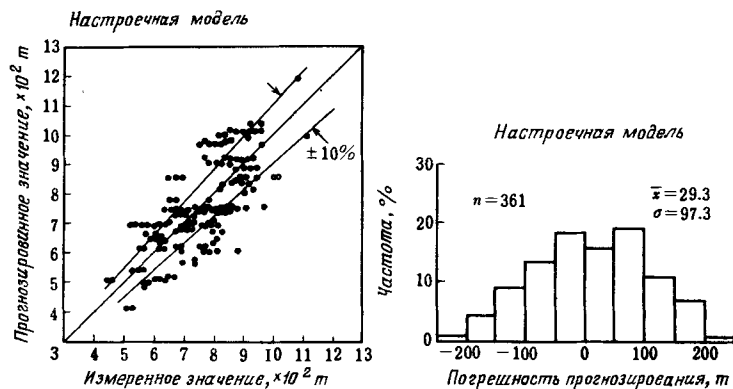 Настроечная модель
Прогнозированное значение, ×10² т
13
12
11
10
9
8
7
6
5
4
3
±10%
4 5 6 7 8 9 10 11 12 13
Измеренное значение, ×10² т
Настроечная модель
Частота, %
30
20
10
0
n=361
x̅=29.3
σ=97.3
−200 −100 0 100 200
Погрешность прогнозирования, т